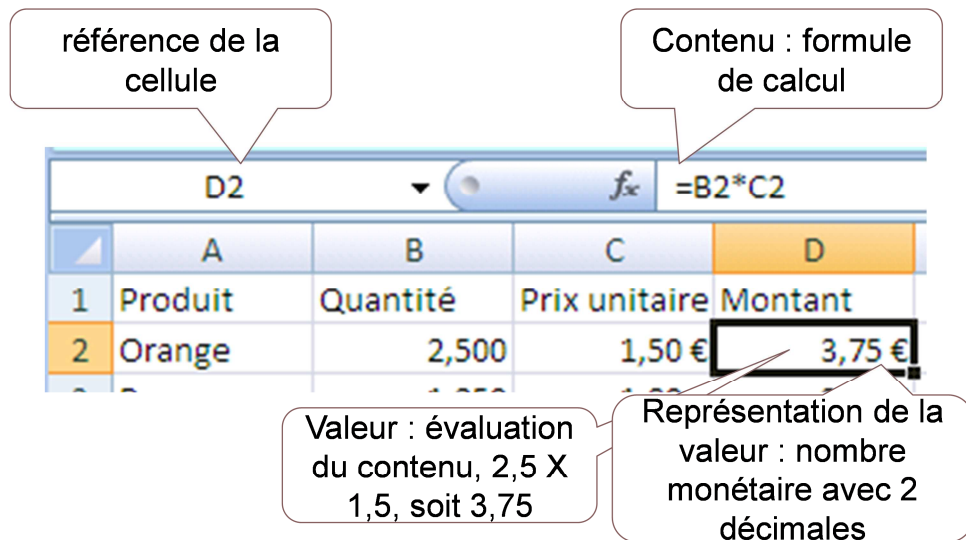 référence de la
cellule
Contenu : formule
de calcul
D2 fx =B2*C2
A B C D
1 Produit Quantité Prix unitaire Montant
2 Orange 2,500 1,50 € 3,75 €
Valeur : évaluation
du contenu, 2,5 X
1,5, soit 3,75
Représentation de la
valeur : nombre
monétaire avec 2
décimales